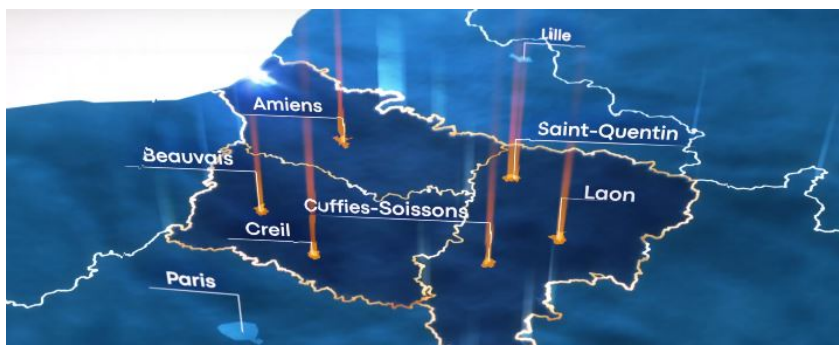 Lille
Amiens
Saint-Quentin
Beauvais
Laon
Cuffies-Soissons
Creil
Paris